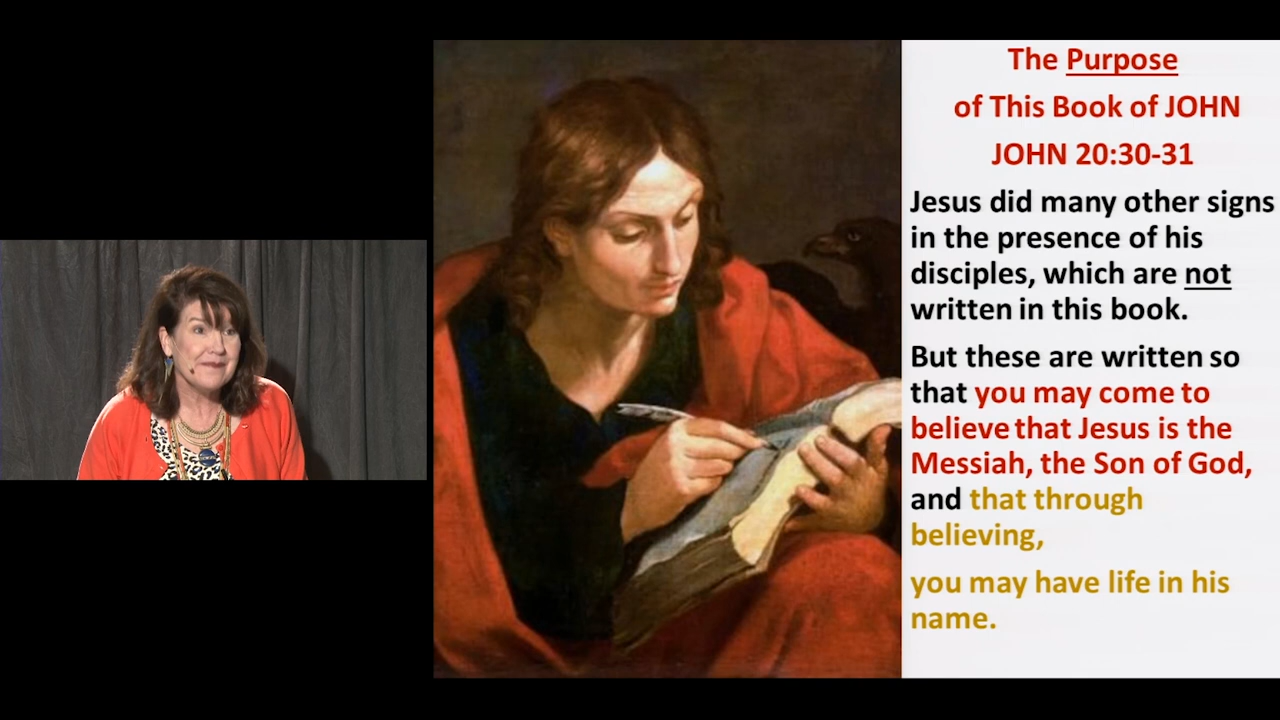 The Purpose
of This Book of JOHN
JOHN 20:30-31
Jesus did many other signs
in the presence of his
disciples, which are not
written in this book.
But these are written so
that you may come to
believe that Jesus is the
Messiah, the Son of God,
and that through
believing,
you may have life in his
name.